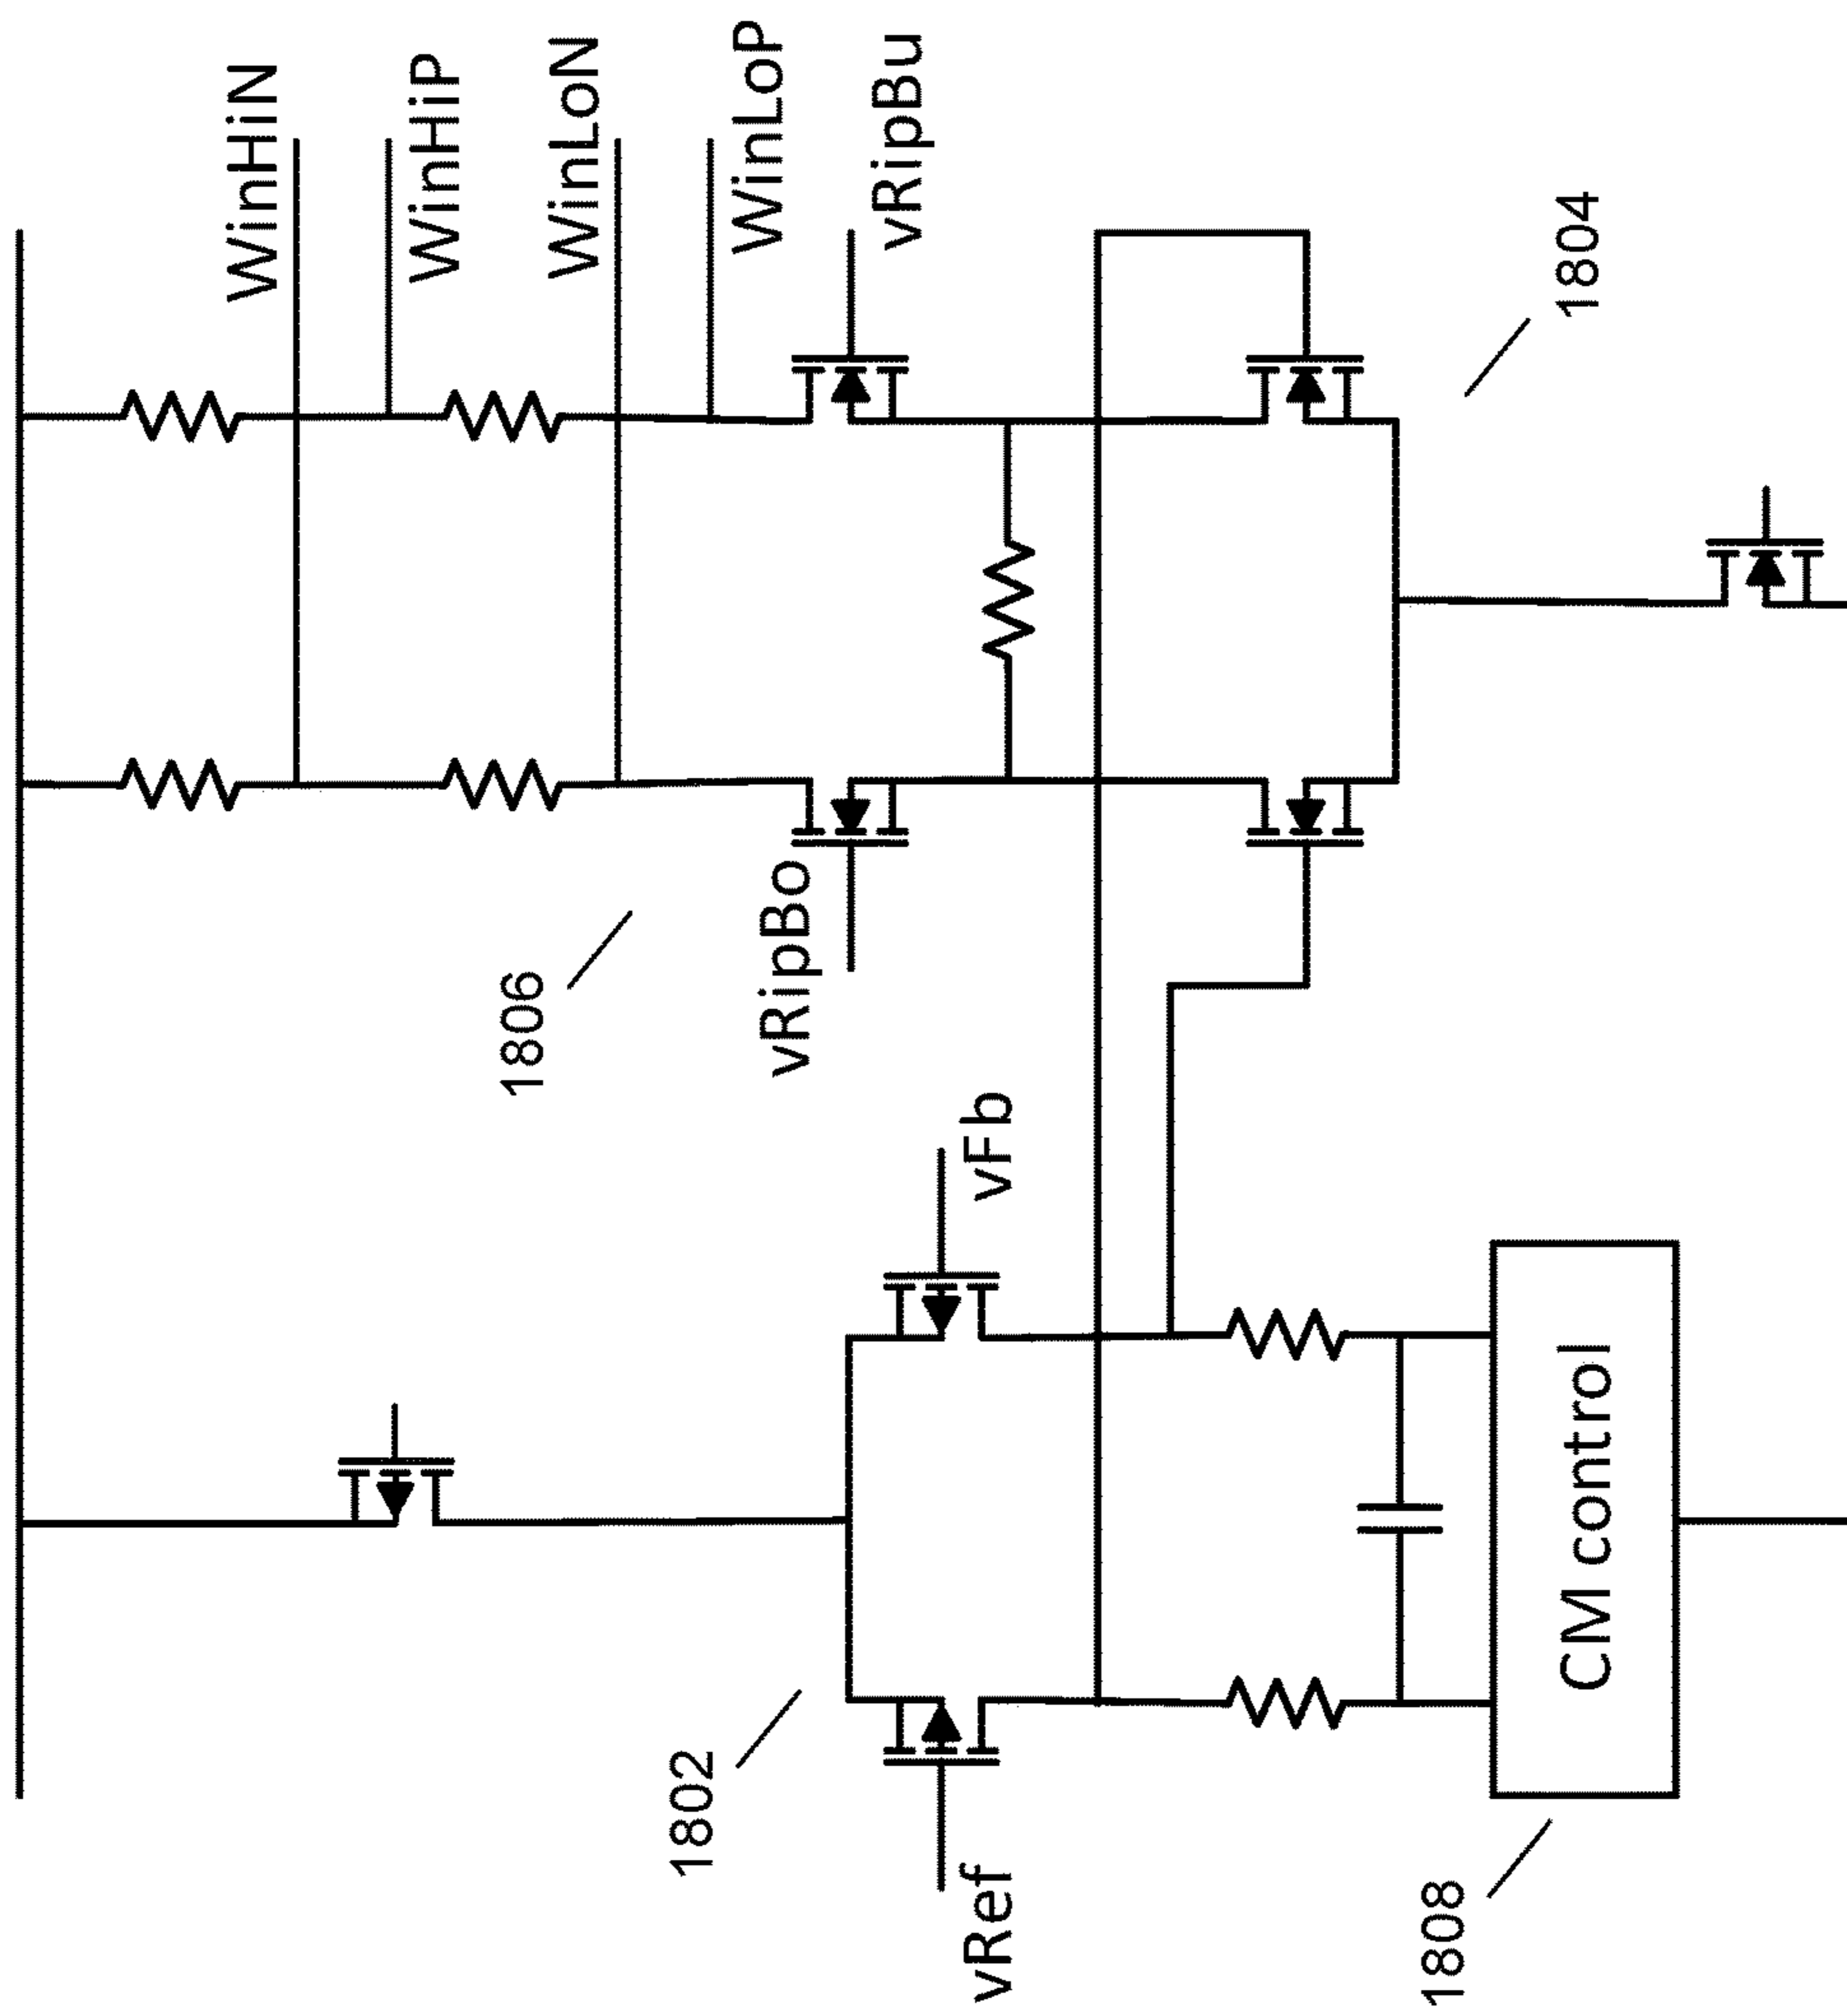 WinHiN
WinHiP
1806
WinLoN
1802
WinLoP
vRipBo
vRipBu
vRef
vFb
1808
CM control
1804